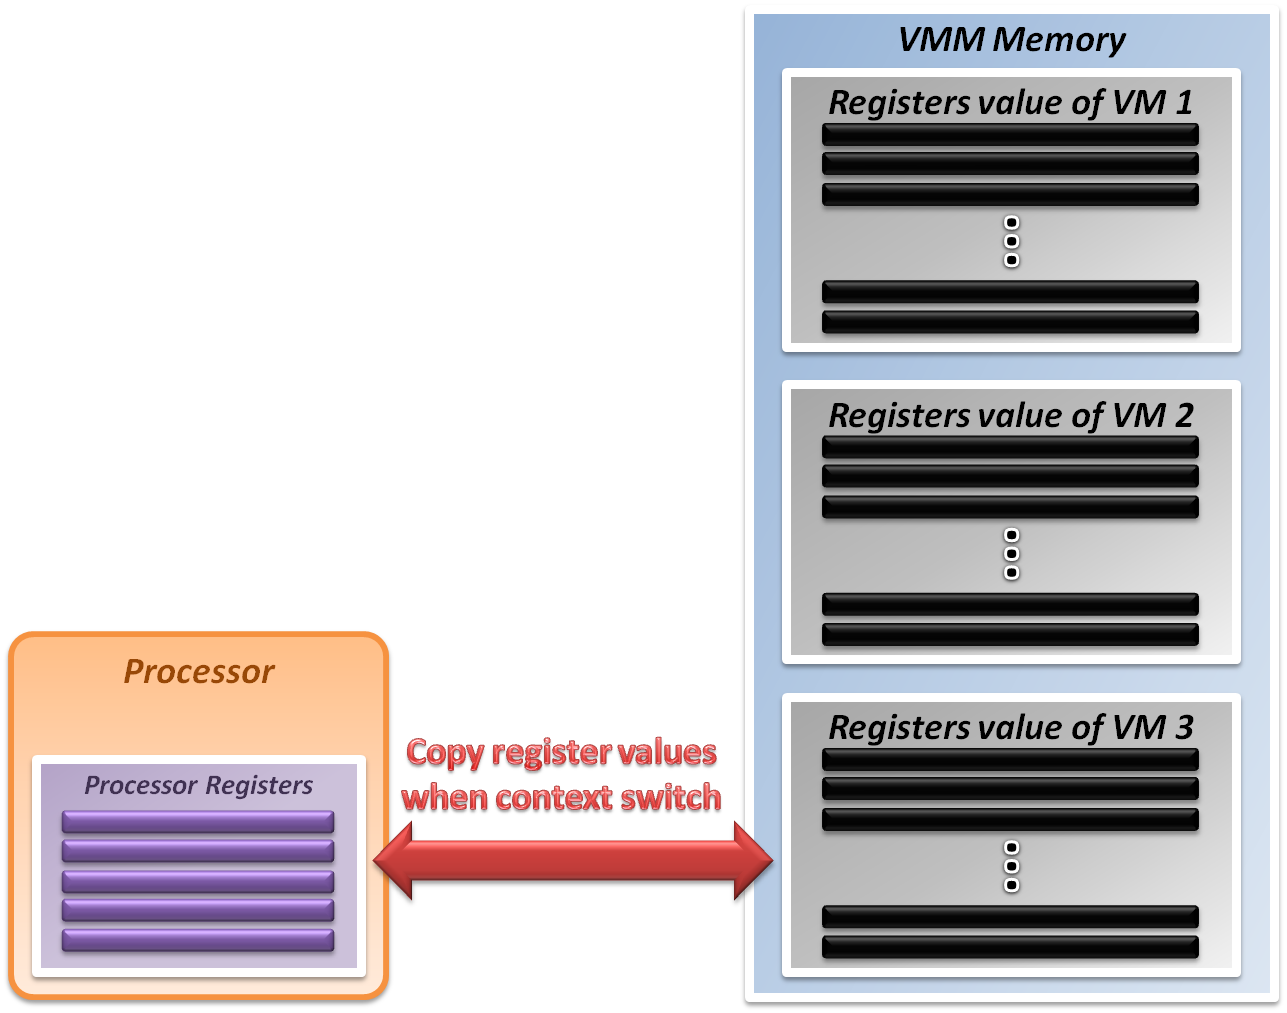 VMM Memory
Registers value of VM 1
Registers value of VM 2
Registers value of VM 3
Processor
Processor Registers
Copy register values
when context switch